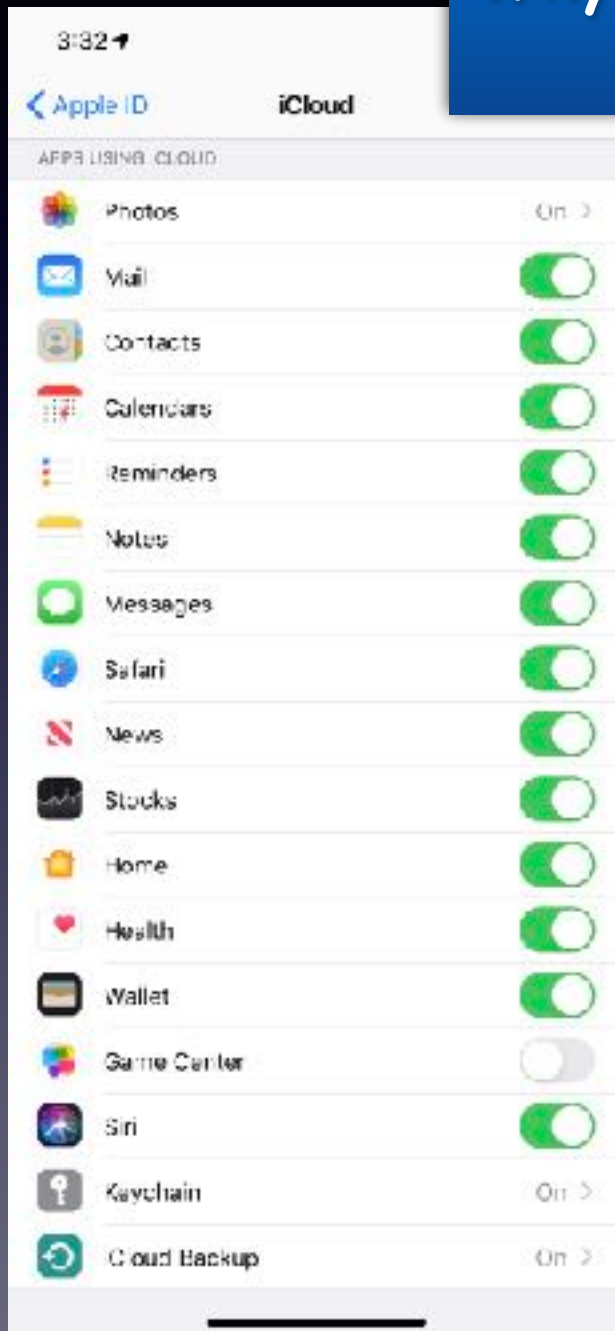 3:32
Apple ID
iCloud
APPS USING ICLOUD
Photos On
Mail
Contacts
Calendars
Reminders
Notes
Messages
Safari
News
Stocks
Home
Health
Wallet
Game Center
Siri
Keychain On
iCloud Backup On